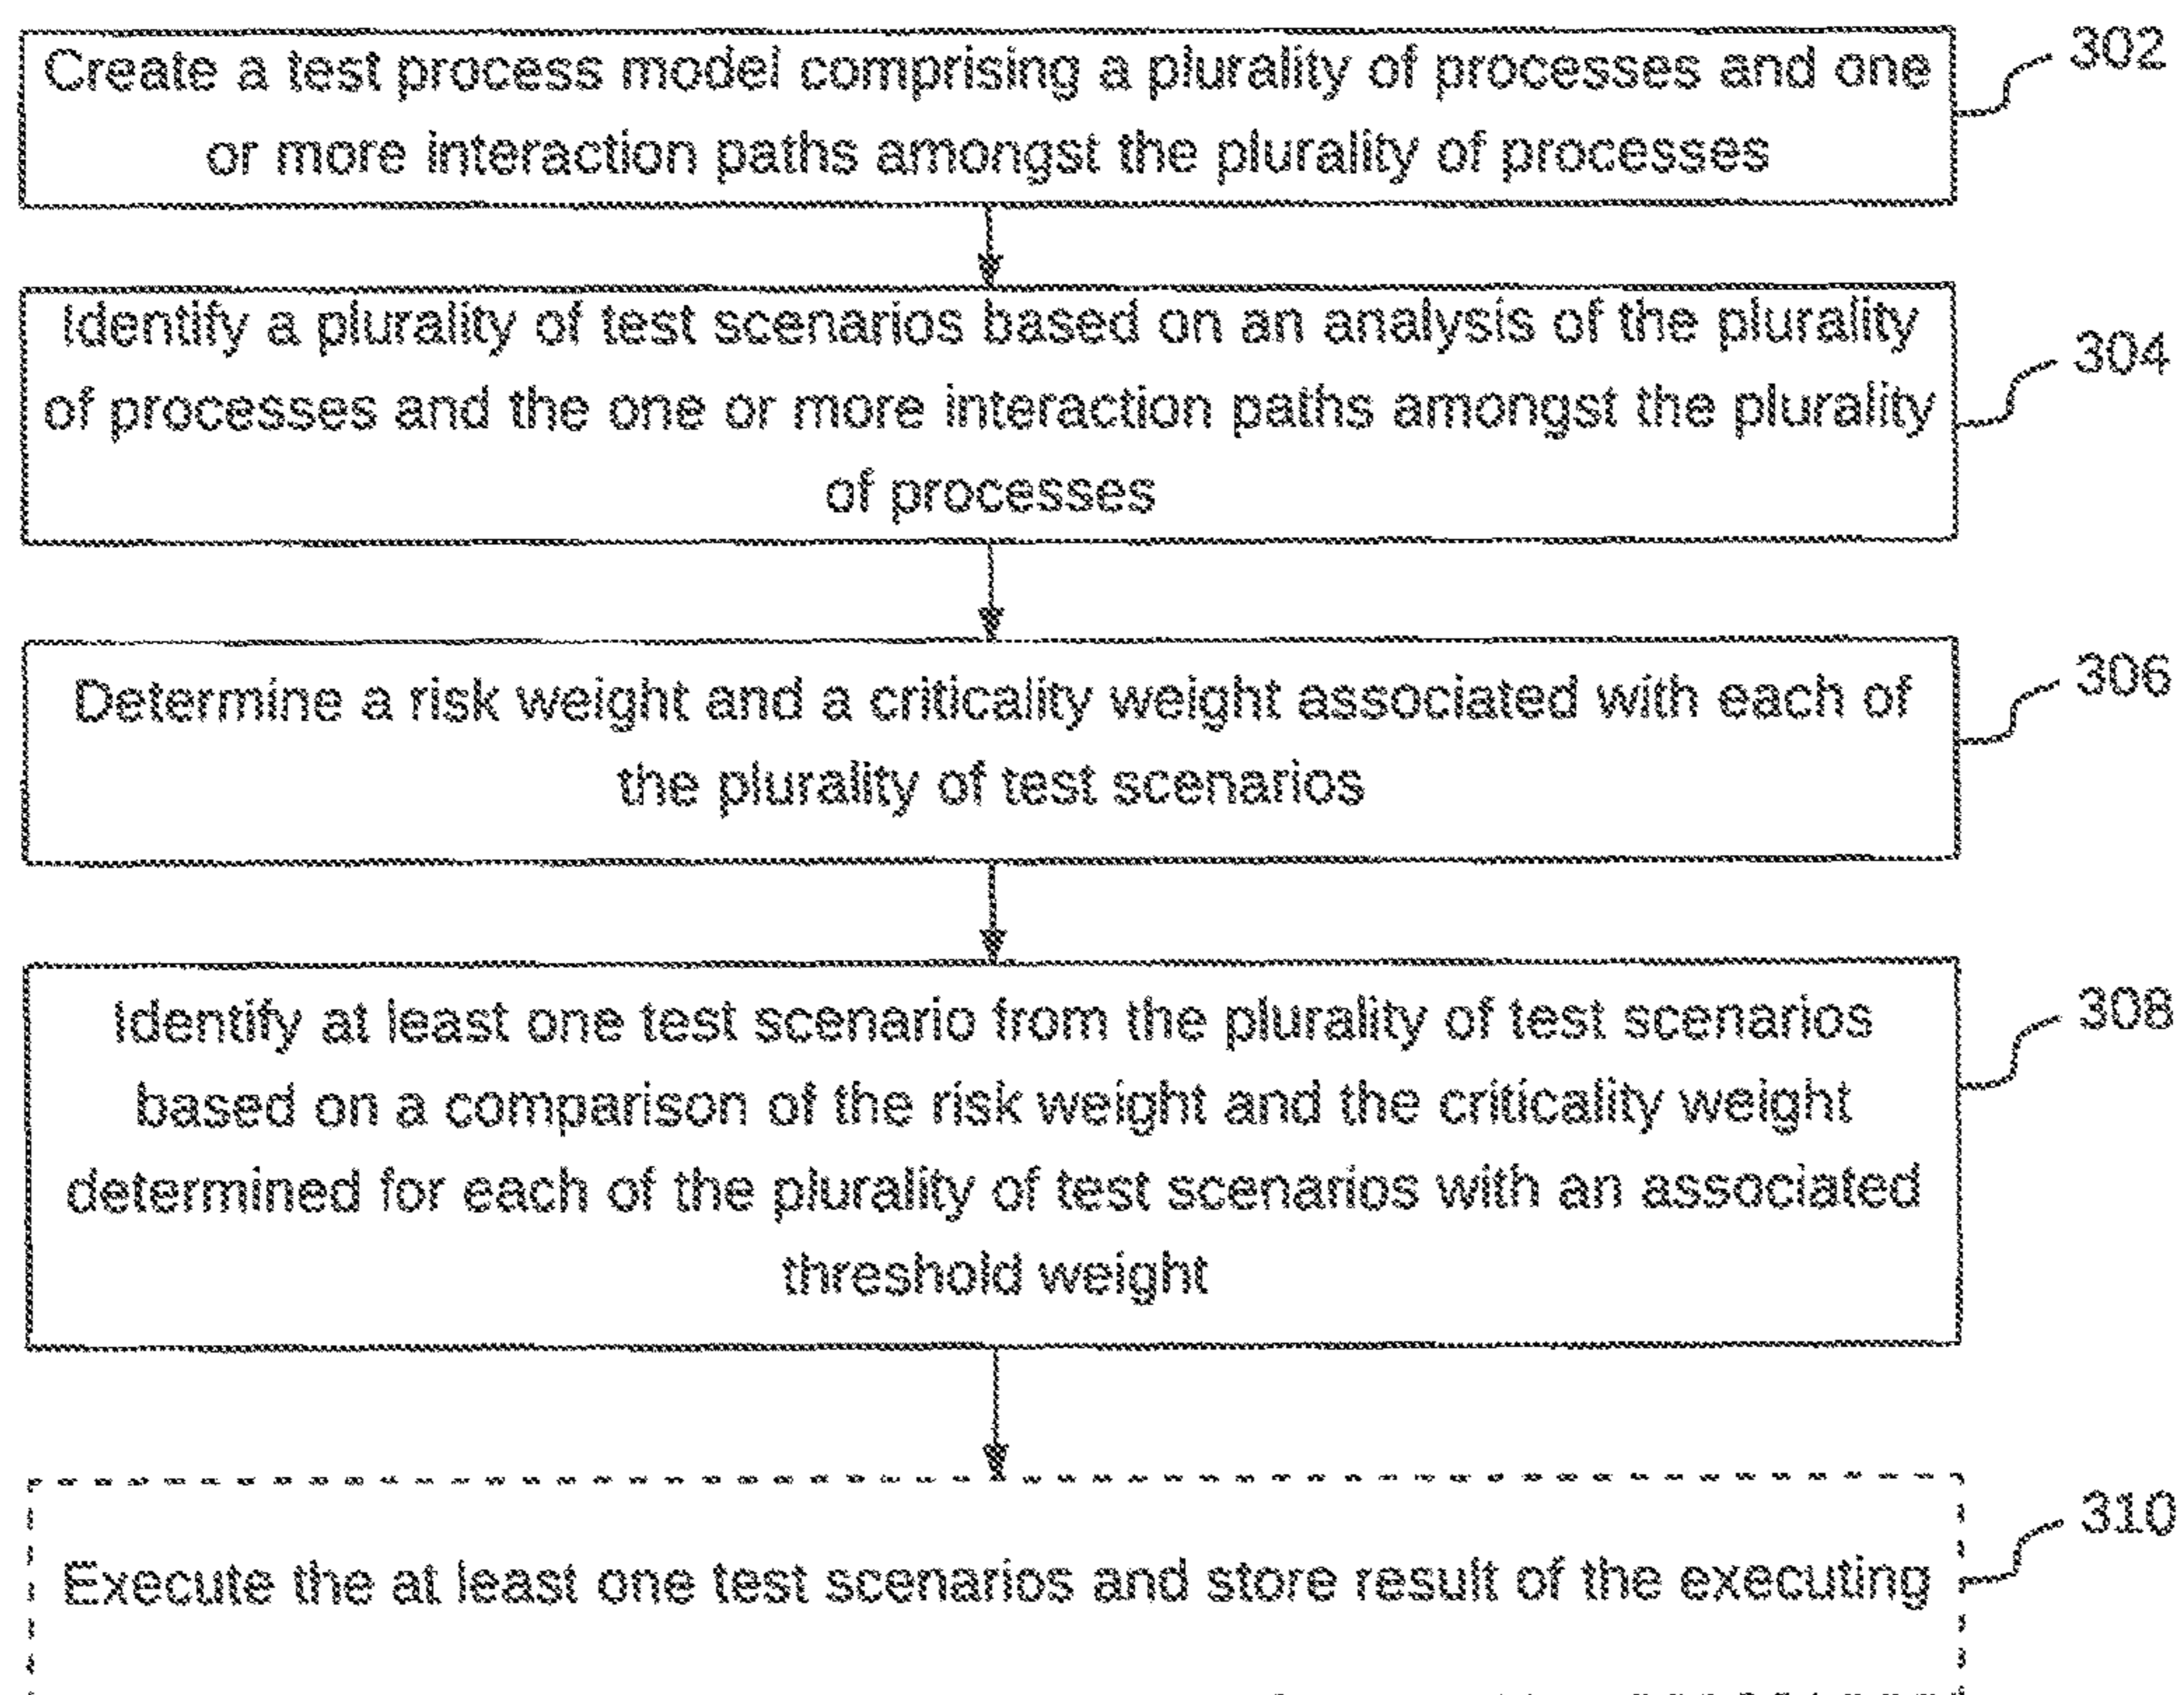 Create a test process model comprising a plurality of processes and one
or more interaction paths amongst the plurality of processes
302
Identify a plurality of test scenarios based on an analysis of the plurality
of processes and the one or more interaction paths amongst the plurality
of processes
304
Determine a risk weight and a criticality weight associated with each of
the plurality of test scenarios
306
Identify at least one test scenario from the plurality of test scenarios
based on a comparison of the risk weight and the criticality weight
determined for each of the plurality of test scenarios with an associated
threshold weight
308
Execute the at least one test scenarios and store result of the executing
310